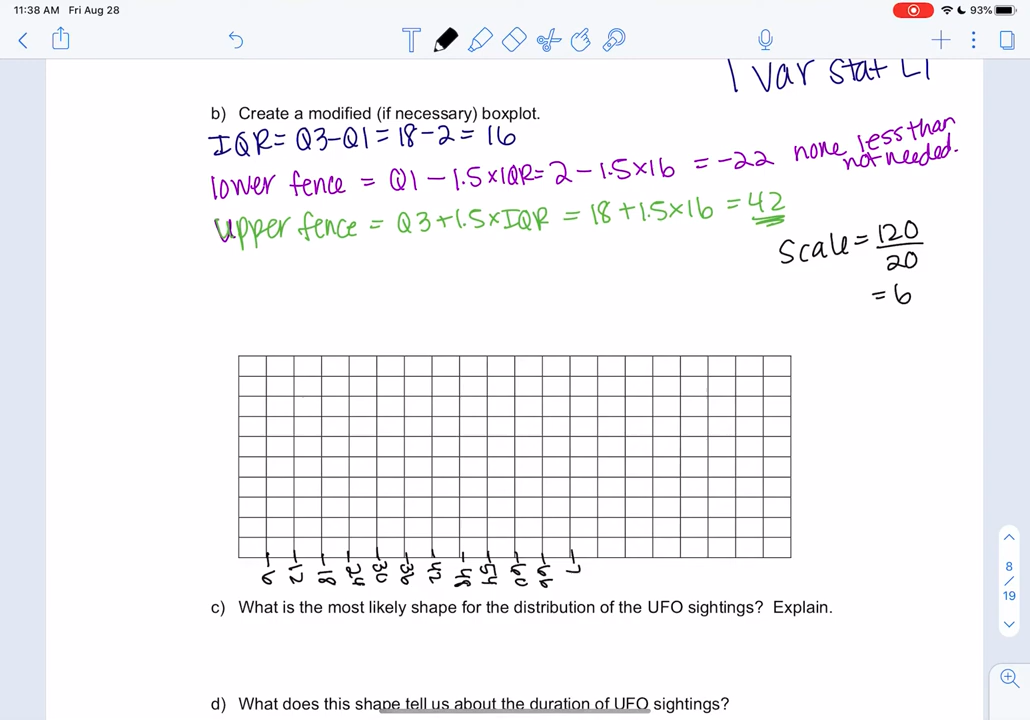 11:38 AM Fri Aug 28
93%
T
1 Var Stat L1
b) Create a modified (if necessary) boxplot.
IQR = Q3-Q1 = 18-2 = 16
lower fence = Q1 - 1.5×IQR = 2 - 1.5×16 = -22 none less than
not needed.
upper fence = Q3+1.5×IQR = 18+1.5×16 = 42
Scale = 120
20
= 6
6 12 18 24 30 36 42 48 54 60 66 7
c) What is the most likely shape for the distribution of the UFO sightings? Explain.
8
/
19
d) What does this shape tell us about the duration of UFO sightings?